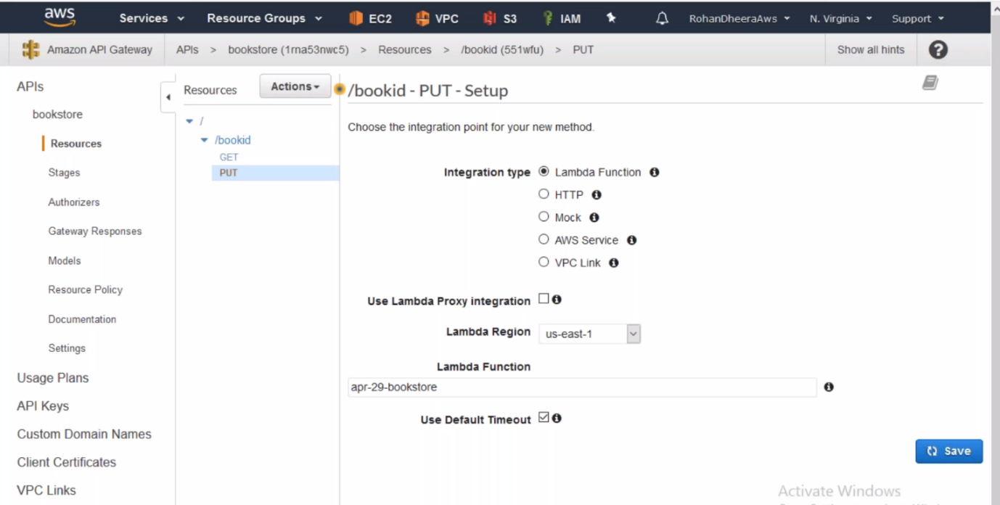 aws Services Resource Groups EC2 VPC S3 IAM RohanDheeraAws N. Virginia Support
Amazon API Gateway APIs > bookstore (1rna53nwc5) > Resources > /bookid (551wfu) > PUT Show all hints ?
APIs
bookstore
Resources
Stages
Authorizers
Gateway Responses
Models
Resource Policy
Documentation
Settings
Usage Plans
API Keys
Custom Domain Names
Client Certificates
VPC Links
Resources Actions
/
/bookid
GET
PUT
/bookid - PUT - Setup
Choose the integration point for your new method.
Integration type Lambda Function
HTTP
Mock
AWS Service
VPC Link
Use Lambda Proxy integration
Lambda Region us-east-1
Lambda Function
apr-29-bookstore
Use Default Timeout
Save
Activate Windows